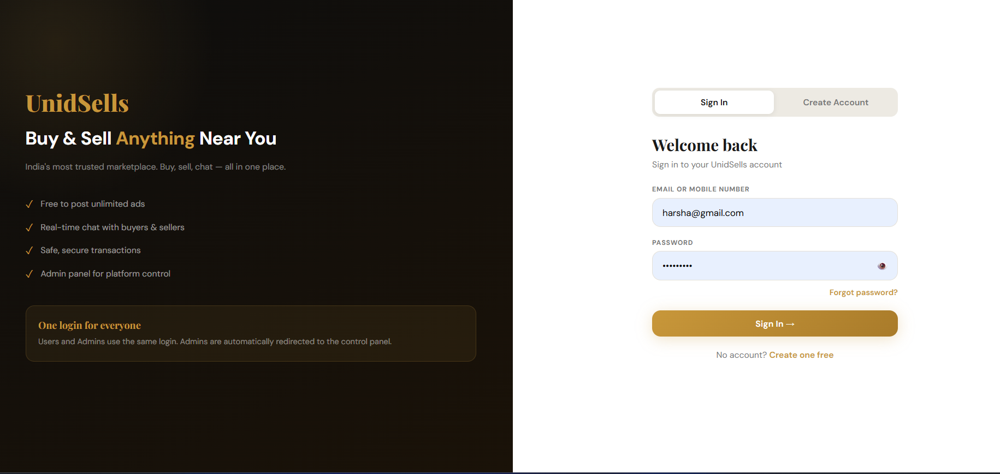 UnidSells
Buy & Sell Anything Near You
India's most trusted marketplace. Buy, sell, chat — all in one place.
✓ Free to post unlimited ads
✓ Real-time chat with buyers & sellers
✓ Safe, secure transactions
✓ Admin panel for platform control
One login for everyone
Users and Admins use the same login. Admins are automatically redirected to the control panel.
Sign In
Create Account
Welcome back
Sign in to your UnidSells account
EMAIL OR MOBILE NUMBER
harsha@gmail.com
PASSWORD
•••••••••
Forgot password?
Sign In →
No account? Create one free